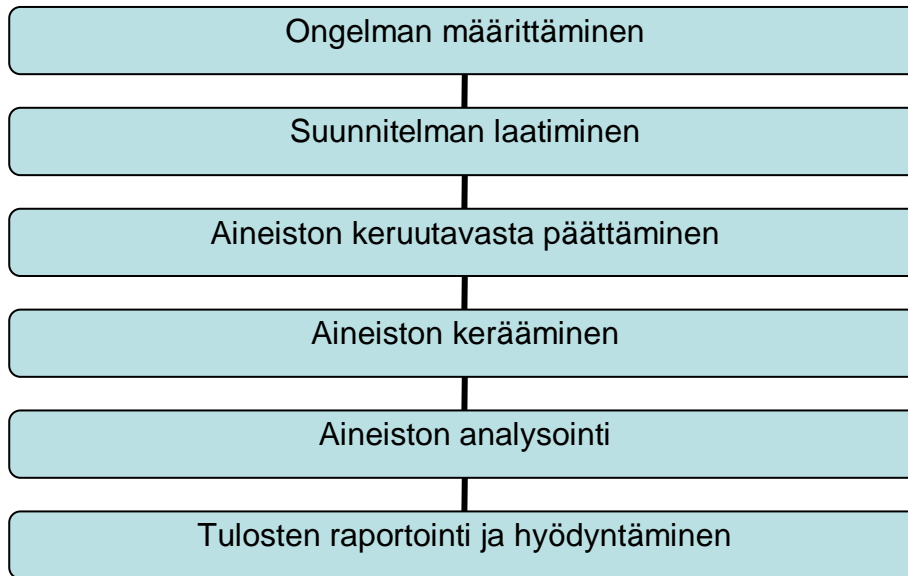 Ongelman määrittäminen
Suunnitelman laatiminen
Aineiston keruutavasta päättäminen
Aineiston kerääminen
Aineiston analysointi
Tulosten raportointi ja hyödyntäminen